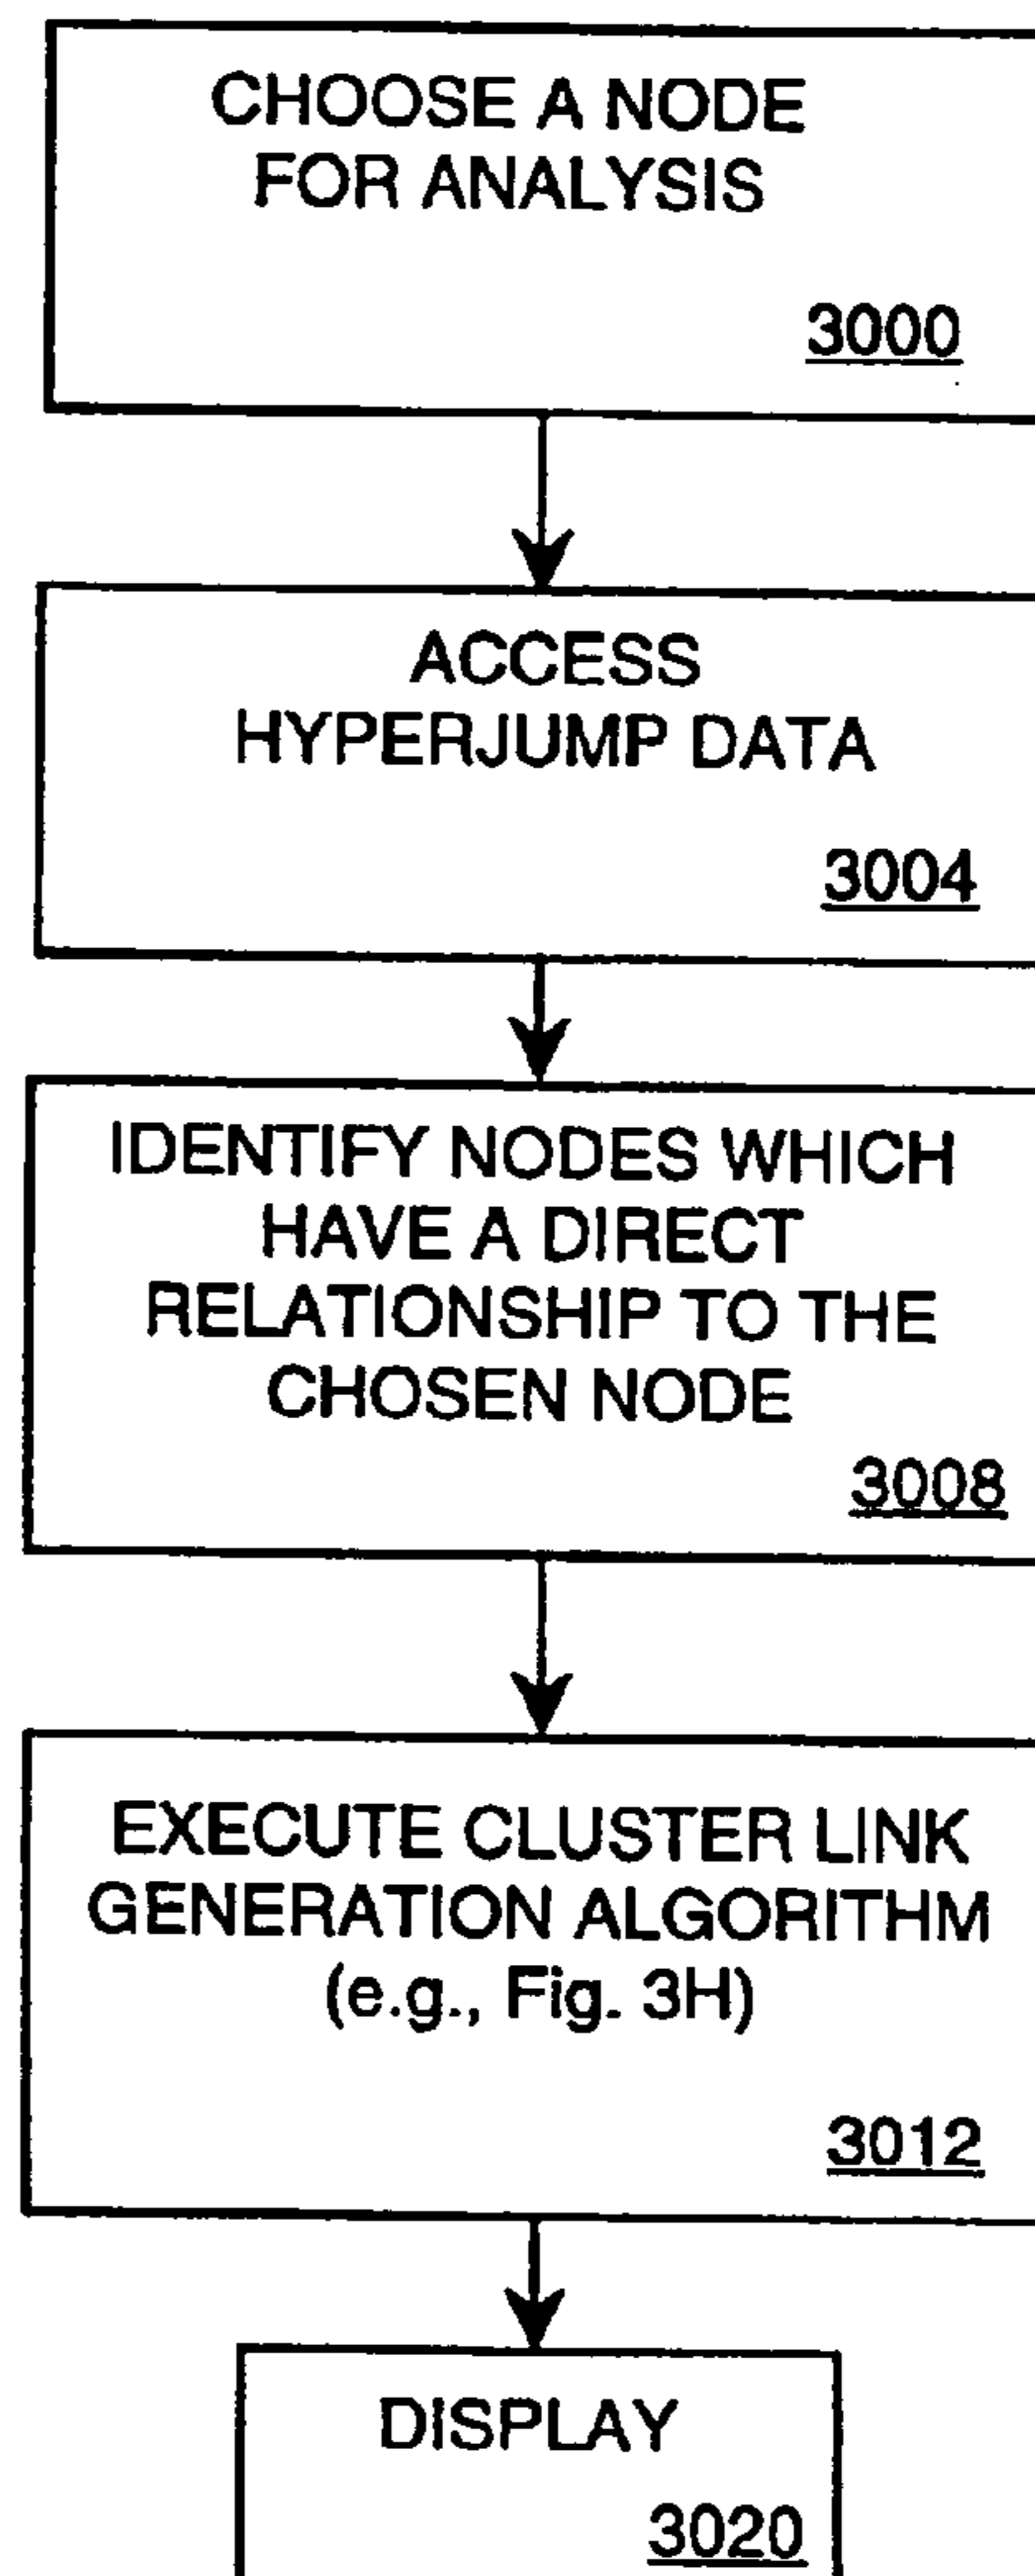 CHOOSE A NODE
FOR ANALYSIS
3000
ACCESS
HYPERJUMP DATA
3004
IDENTIFY NODES WHICH
HAVE A DIRECT
RELATIONSHIP TO THE
CHOSEN NODE
3008
EXECUTE CLUSTER LINK
GENERATION ALGORITHM
(e.g., Fig. 3H)
3012
DISPLAY
3020